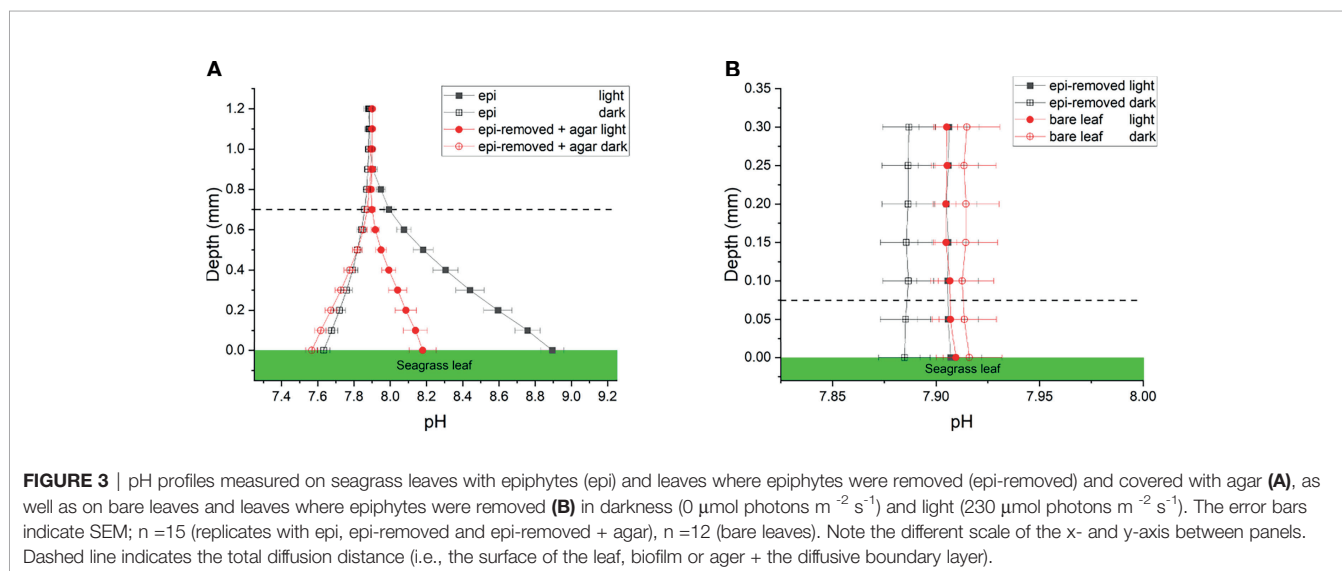 A
epi light
epi dark
epi-removed + agar light
epi-removed + agar dark
1.2
1.0
0.8
0.6
0.4
0.2
0.0
Depth (mm)
Seagrass leaf
7.4 7.6 7.8 8.0 8.2 8.4 8.6 8.8 9.0 9.2
pH
B
epi-removed light
epi-removed dark
bare leaf light
bare leaf dark
0.35
0.30
0.25
0.20
0.15
0.10
0.05
0.00
Depth (mm)
Seagrass leaf
7.85 7.90 7.95 8.00
pH
FIGURE 3 | pH profiles measured on seagrass leaves with epiphytes (epi) and leaves where epiphytes were removed (epi-removed) and covered with agar (A), as
well as on bare leaves and leaves where epiphytes were removed (B) in darkness (0 μmol photons m⁻² s⁻¹) and light (230 μmol photons m⁻² s⁻¹). The error bars
indicate SEM; n =15 (replicates with epi, epi-removed and epi-removed + agar), n =12 (bare leaves). Note the different scale of the x- and y-axis between panels.
Dashed line indicates the total diffusion distance (i.e., the surface of the leaf, biofilm or ager + the diffusive boundary layer).